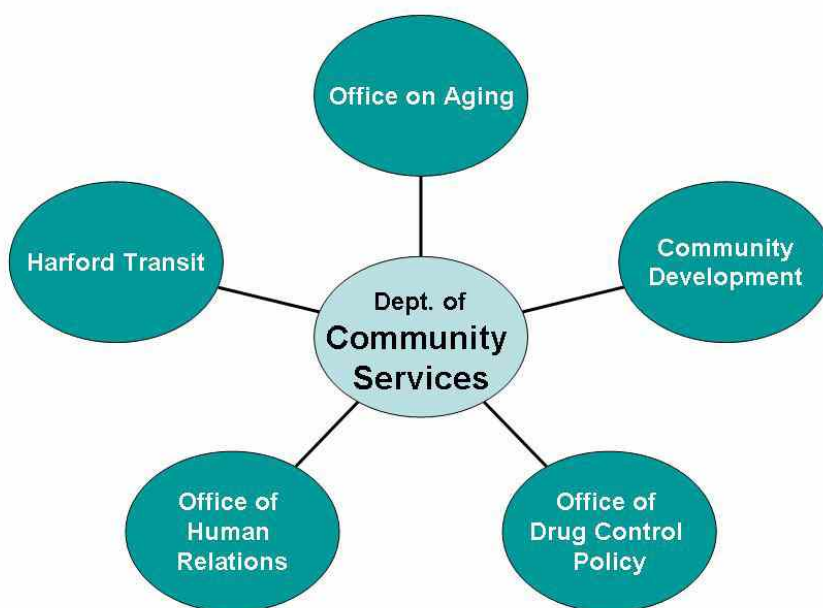 Office on Aging
Harford Transit
Community
Development
Dept. of
Community
Services
Office of
Human
Relations
Office of
Drug Control
Policy